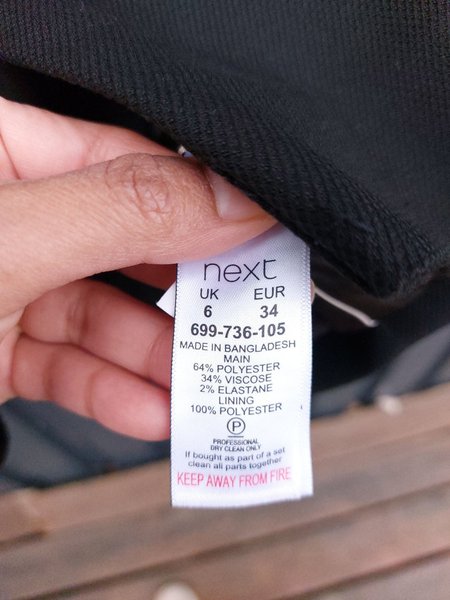 next
UK EUR
6 34
699-736-105
MADE IN BANGLADESH
MAIN
64% POLYESTER
34% VISCOSE
2% ELASTANE
LINING
100% POLYESTER
P
PROFESSIONAL
DRY CLEAN ONLY
If bought as part of a set
clean all parts together
KEEP AWAY FROM FIRE